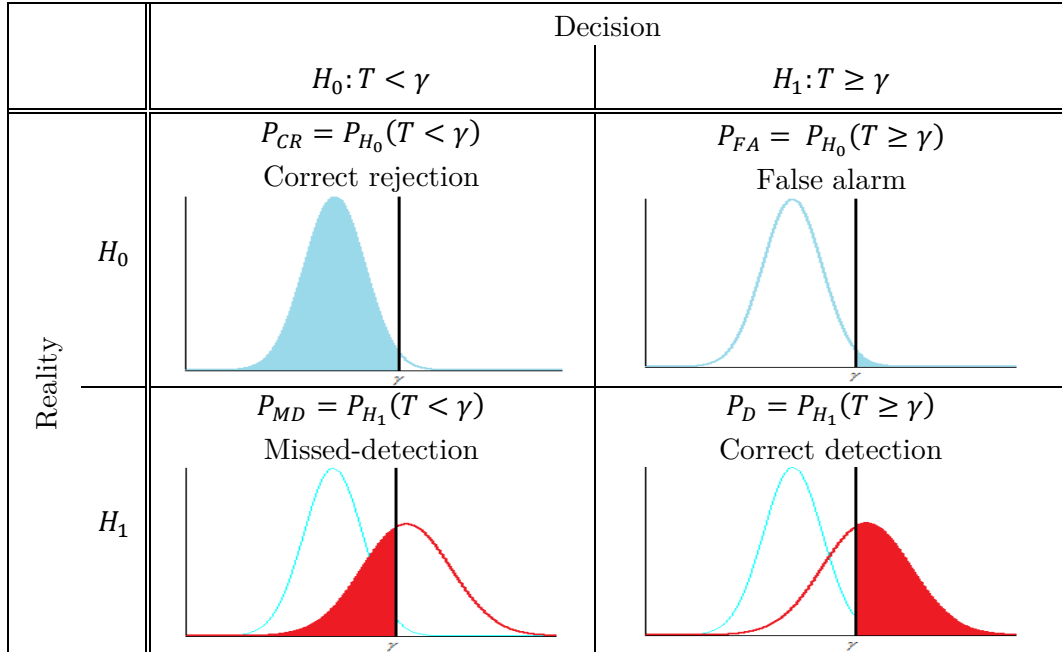 Decision
H₀: T < γ
H₁: T ≥ γ
Reality
H₀
P_CR = P_H₀(T < γ)
Correct rejection
γ
P_FA = P_H₀(T ≥ γ)
False alarm
γ
H₁
P_MD = P_H₁(T < γ)
Missed-detection
γ
P_D = P_H₁(T ≥ γ)
Correct detection
γ